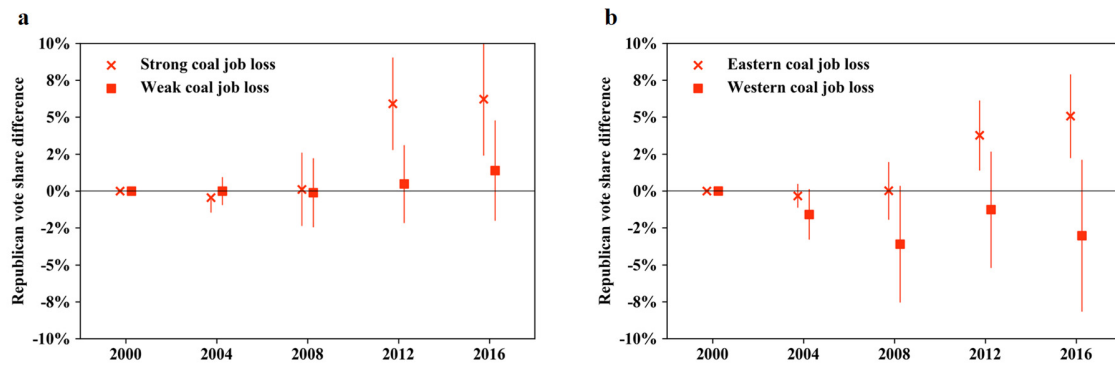 a
Republican vote share difference
10%
8%
5%
2%
0%
-2%
-5%
-8%
-10%
Strong coal job loss
Weak coal job loss
2000 2004 2008 2012 2016
b
Republican vote share difference
10%
8%
5%
2%
0%
-2%
-5%
-8%
-10%
Eastern coal job loss
Western coal job loss
2000 2004 2008 2012 2016